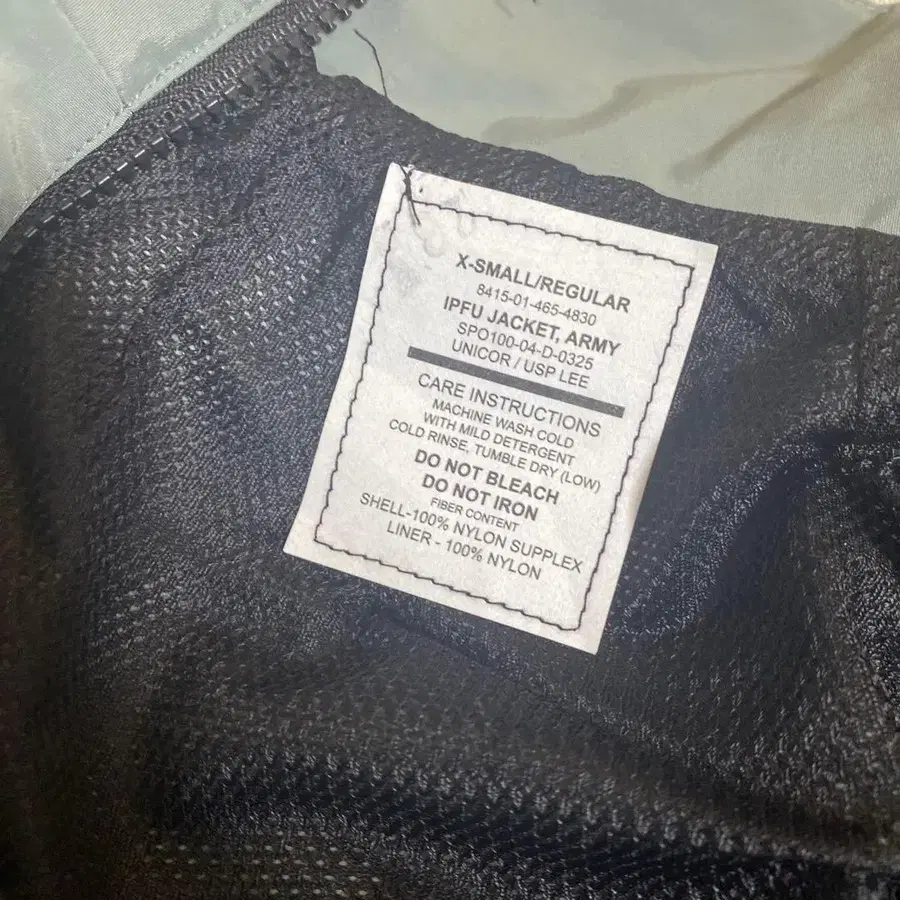 X-SMALL/REGULAR
8415-01-465-4830
IPFU JACKET, ARMY
SPO100-04-D-0325
UNICOR / USP LEE
CARE INSTRUCTIONS
MACHINE WASH COLD
WITH MILD DETERGENT
COLD RINSE, TUMBLE DRY (LOW)
DO NOT BLEACH
DO NOT IRON
FIBER CONTENT
SHELL-100% NYLON SUPPLEX
LINER - 100% NYLON